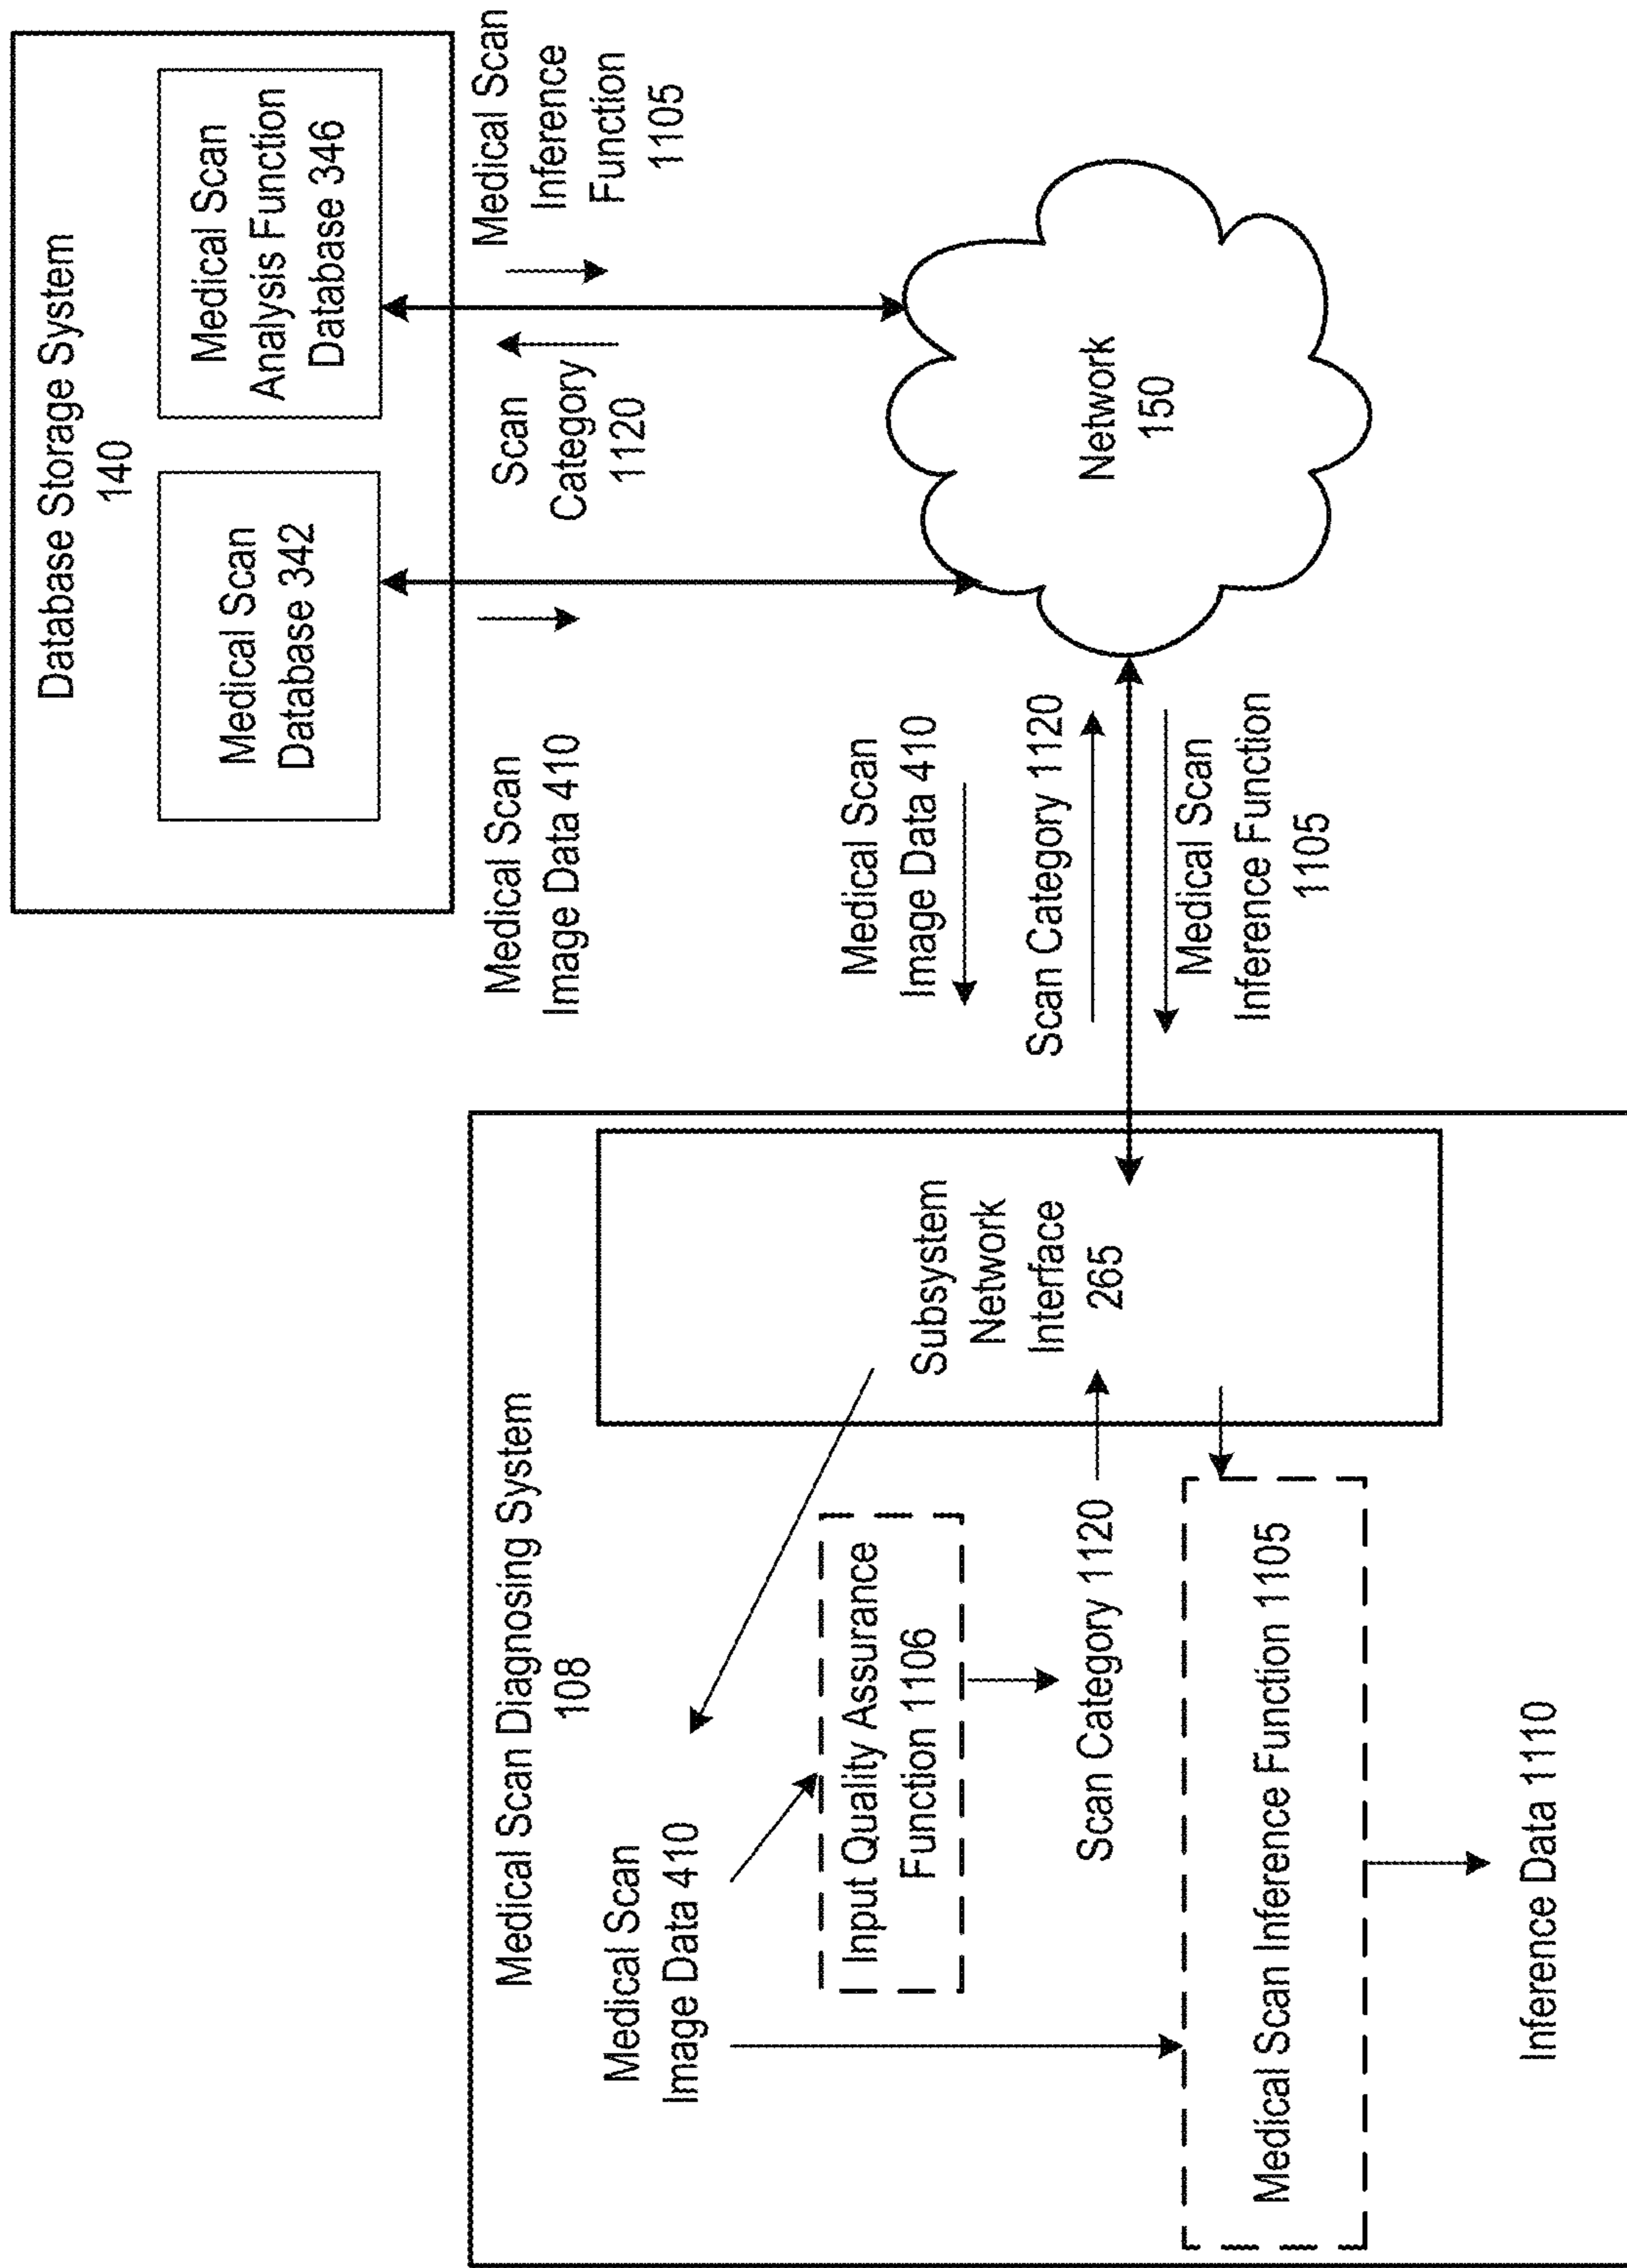 Database Storage System
140
Medical Scan
Database 342
Medical Scan
Analysis Function
Database 346
Medical Scan
Image Data 410
Scan
Category
1120
Medical Scan
Inference
Function
1105
Network
150
Medical Scan
Image Data 410
Scan Category 1120
Medical Scan
Inference Function
1105
Medical Scan Diagnosing System
108
Subsystem
Network
Interface
265
Medical Scan
Image Data 410
Input Quality Assurance
Function 1106
Scan Category 1120
Medical Scan Inference Function 1105
Inference Data 1110